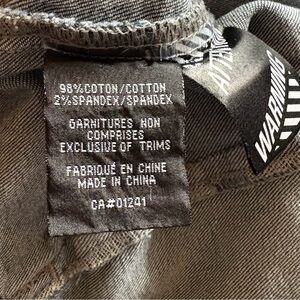 98%COTON/COTTON
2%SPANDEX/SPANDEX
GARNITURES NON
COMPRISES
EXCLUSIVE OF TRIMS
FABRIQUÉ EN CHINE
MADE IN CHINA
CA#01241
WARNING